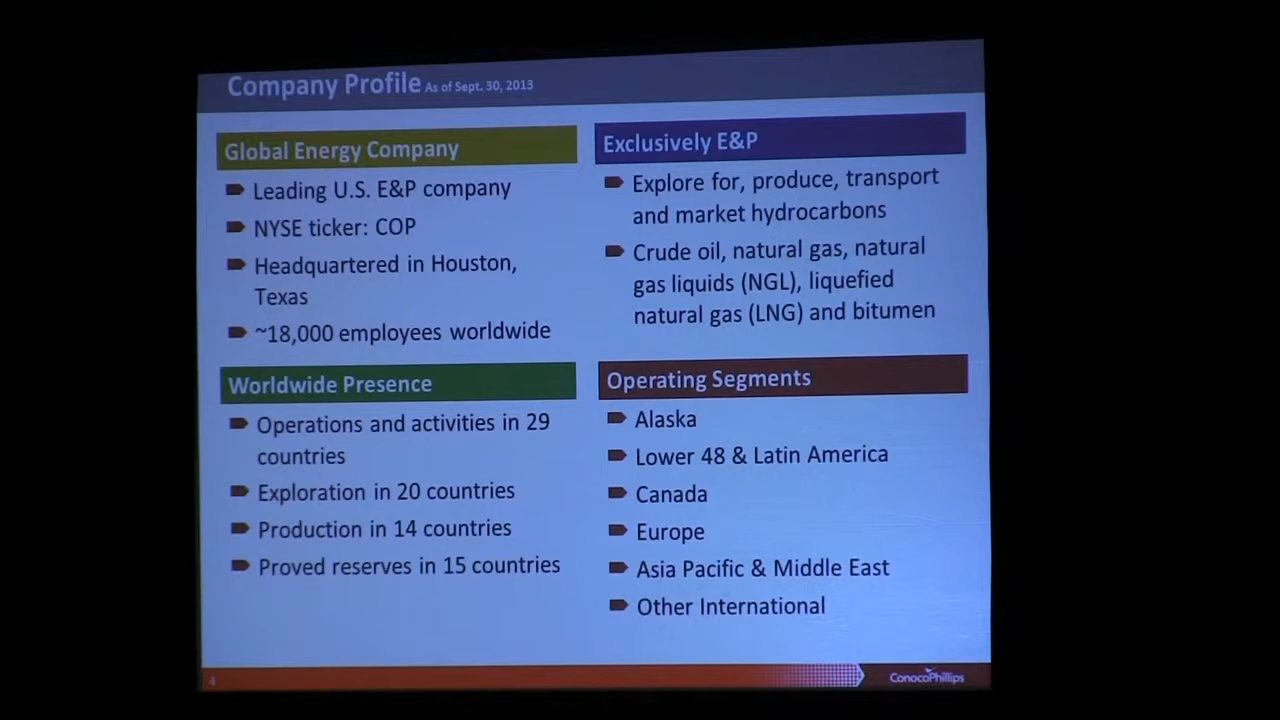 Company Profile As of Sept. 30, 2013
Global Energy Company
Leading U.S. E&P company
NYSE ticker: COP
Headquartered in Houston,
Texas
~18,000 employees worldwide
Exclusively E&P
Explore for, produce, transport
and market hydrocarbons
Crude oil, natural gas, natural
gas liquids (NGL), liquefied
natural gas (LNG) and bitumen
Worldwide Presence
Operations and activities in 29
countries
Exploration in 20 countries
Production in 14 countries
Proved reserves in 15 countries
Operating Segments
Alaska
Lower 48 & Latin America
Canada
Europe
Asia Pacific & Middle East
Other International
4
ConocoPhillips